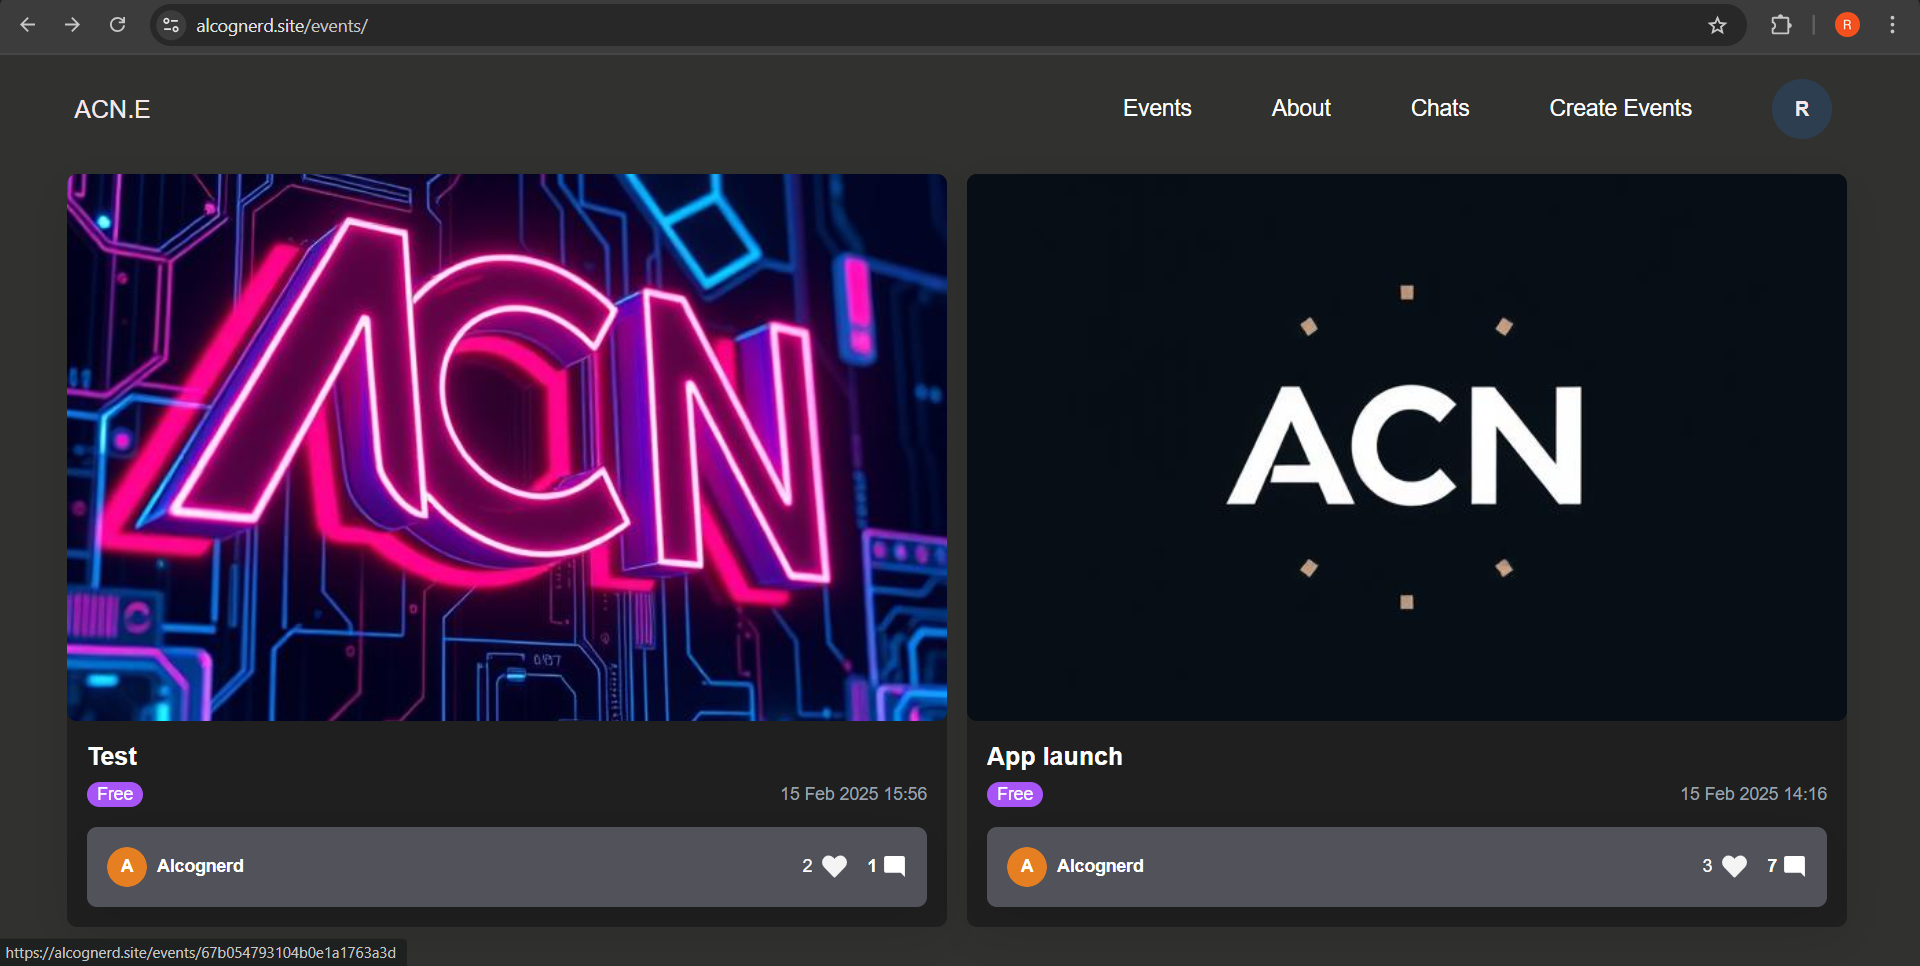 alcognerd.site/events/
R
ACN.E
Events
About
Chats
Create Events
R
ACN
ACN
Test
Free
15 Feb 2025 15:56
A
Alcognerd
2
1
App launch
Free
15 Feb 2025 14:16
A
Alcognerd
3
7
https://alcognerd.site/events/67b054793104b0e1a1763a3d